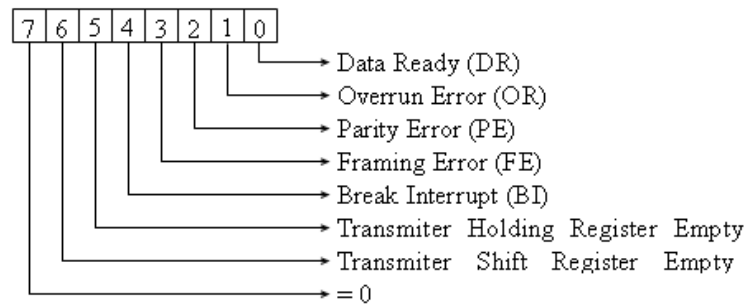 7 6 5 4 3 2 1 0
Data Ready (DR)
Overrun Error (OR)
Parity Error (PE)
Framing Error (FE)
Break Interrupt (BI)
Transmiter Holding Register Empty
Transmiter Shift Register Empty
= 0